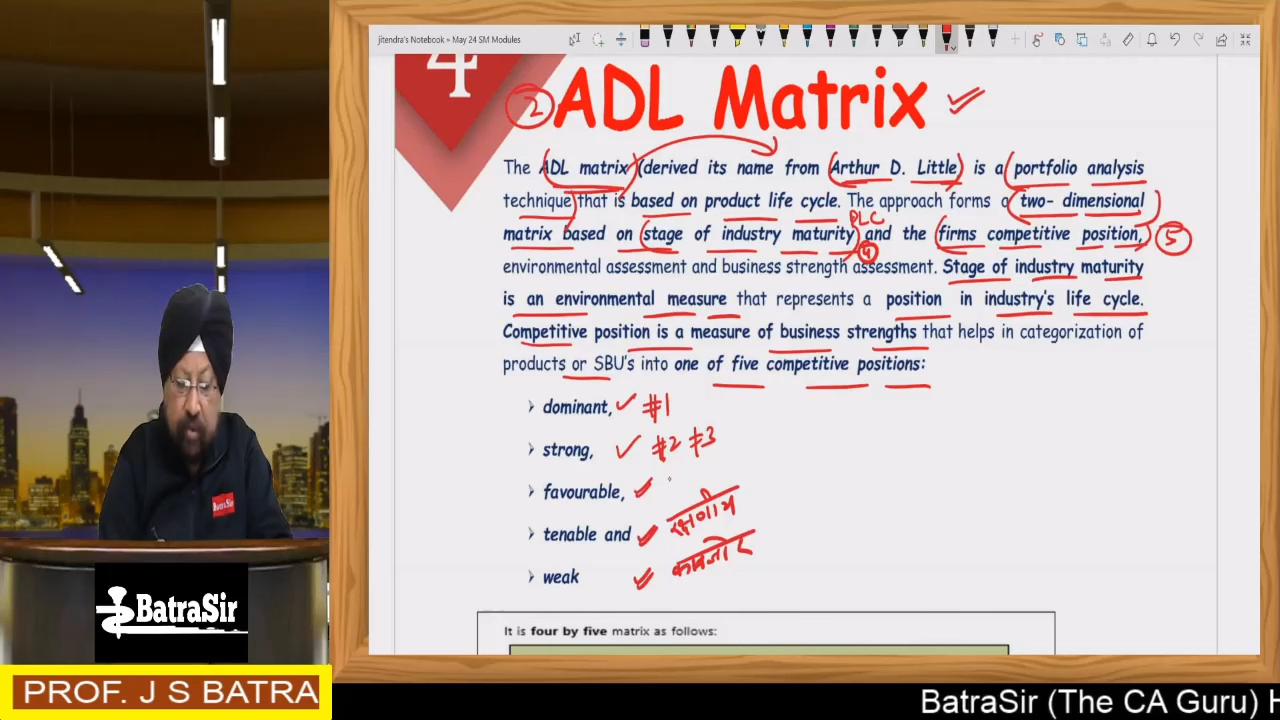 jitendra's Notebook » May 24 SM Modules
4
② ADL Matrix
The ADL matrix (derived its name from Arthur D. Little) is a portfolio analysis
technique that is based on product life cycle. The approach forms a two- dimensional
PLC
matrix based on stage of industry maturity and the firms competitive position, ⑤
④
environmental assessment and business strength assessment. Stage of industry maturity
is an environmental measure that represents a position in industry's life cycle.
Competitive position is a measure of business strengths that helps in categorization of
products or SBU's into one of five competitive positions:
dominant, #1
strong, #2 #3
favourable,
tenable and
weak कमजोर
It is four by five matrix as follows:
BatraSir
BatraSir
PROF. J S BATRA
BatraSir (The CA Guru) H